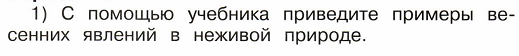 1) С помощью учебника приведите примеры ве-
сенних явлений в неживой природе.